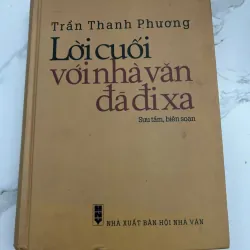 Trần Thanh Phương
Lời cuối
với nhà văn
đã đi xa
Sưu tầm, biên soạn
NHÀ XUẤT BẢN HỘI NHÀ VĂN